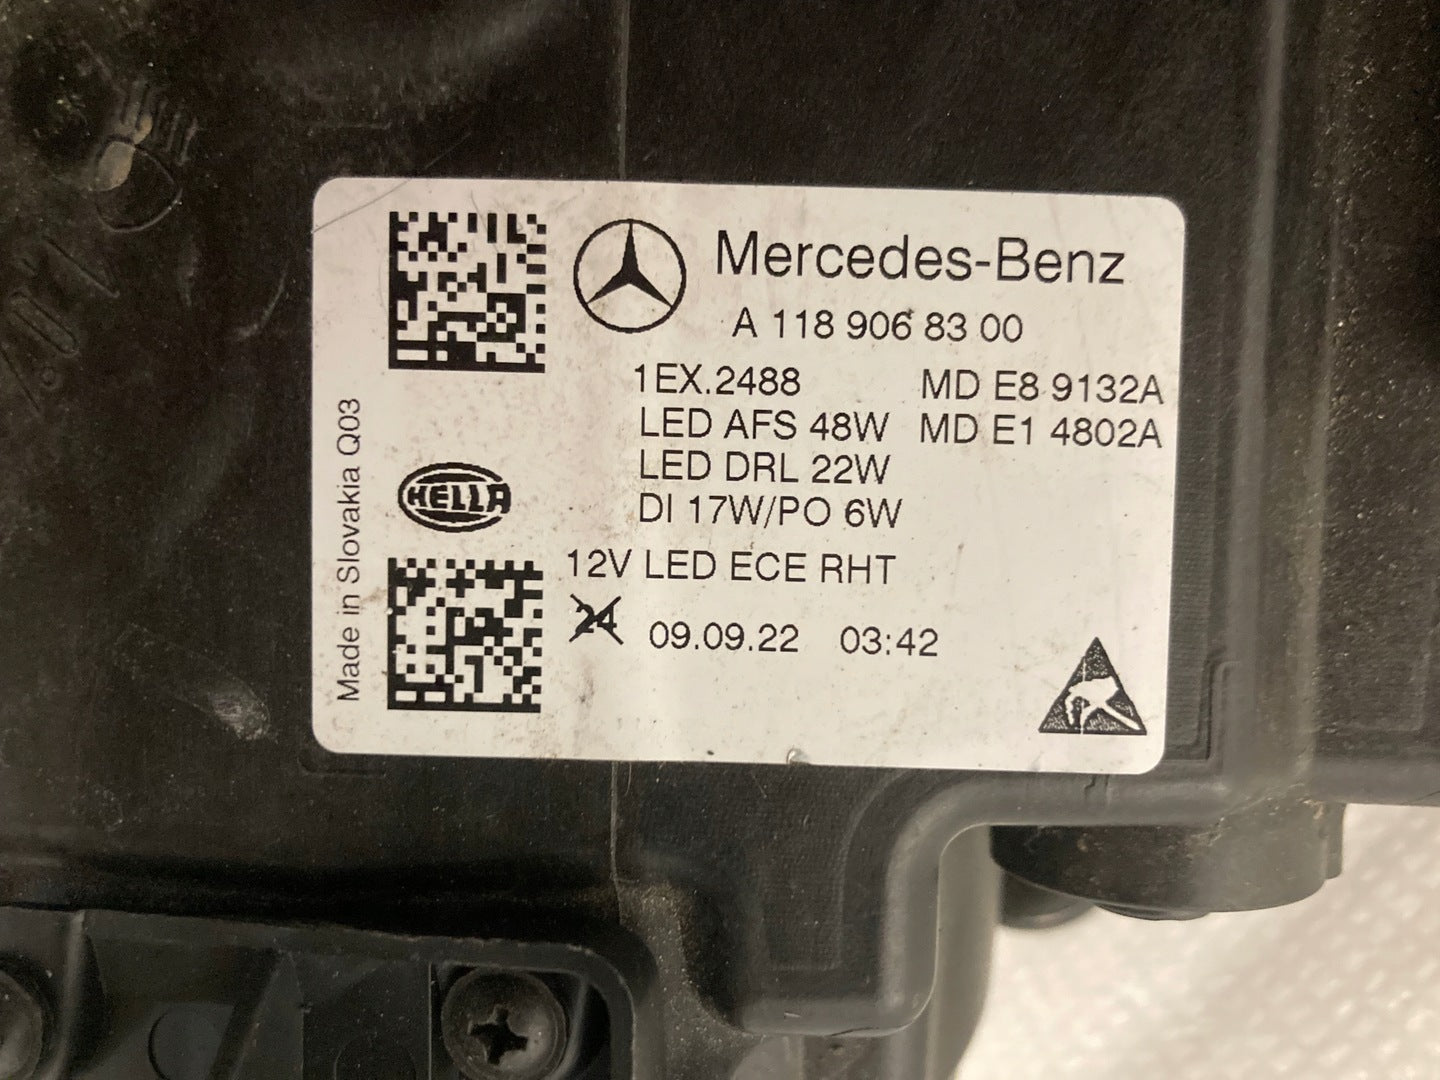 Mercedes-Benz
A 118 906 83 00
1EX.2488 MD E8 9132A
LED AFS 48W MD E1 4802A
LED DRL 22W
DI 17W/PO 6W
12V LED ECE RHT
24 09.09.22 03:42
HELLA
Made in Slovakia Q03